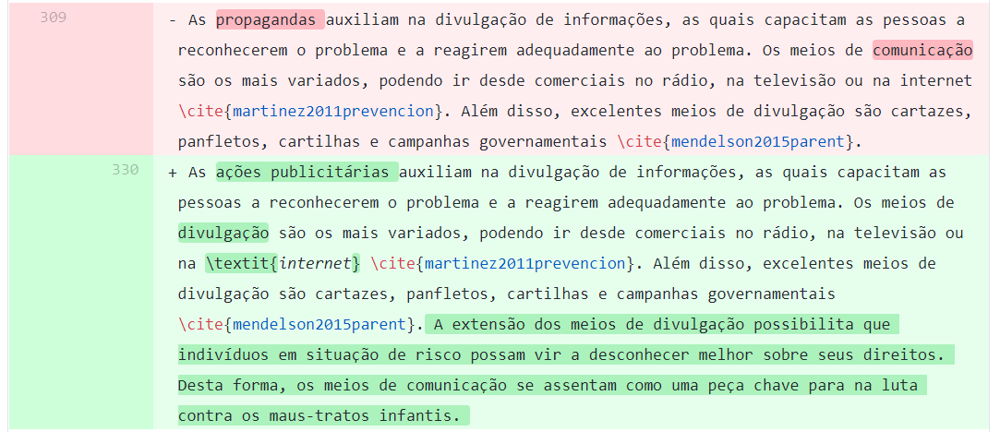 309 - As propagandas auxiliam na divulgação de informações, as quais capacitam as pessoas a
reconhecerem o problema e a reagirem adequadamente ao problema. Os meios de comunicação
são os mais variados, podendo ir desde comerciais no rádio, na televisão ou na internet
\cite{martinez2011prevencion}. Além disso, excelentes meios de divulgação são cartazes,
panfletos, cartilhas e campanhas governamentais \cite{mendelson2015parent}.
330 + As ações publicitárias auxiliam na divulgação de informações, as quais capacitam as
pessoas a reconhecerem o problema e a reagirem adequadamente ao problema. Os meios de
divulgação são os mais variados, podendo ir desde comerciais no rádio, na televisão ou
na \textit{internet} \cite{martinez2011prevencion}. Além disso, excelentes meios de
divulgação são cartazes, panfletos, cartilhas e campanhas governamentais
\cite{mendelson2015parent}. A extensão dos meios de divulgação possibilita que
indivíduos em situação de risco possam vir a desconhecer melhor sobre seus direitos.
Desta forma, os meios de comunicação se assentam como uma peça chave para na luta
contra os maus-tratos infantis.